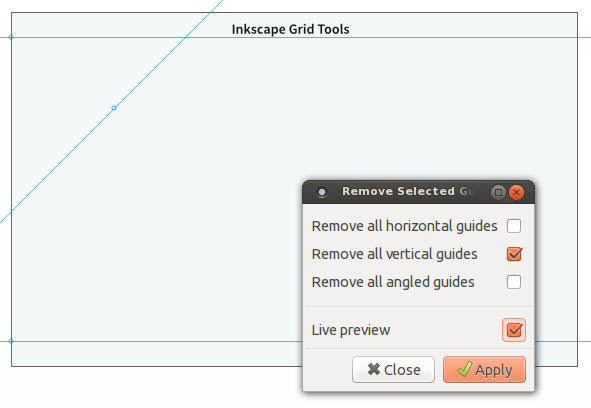 Inkscape Grid Tools
Remove Selected Gu
Remove all horizontal guides
Remove all vertical guides
Remove all angled guides
Live preview
Close
Apply